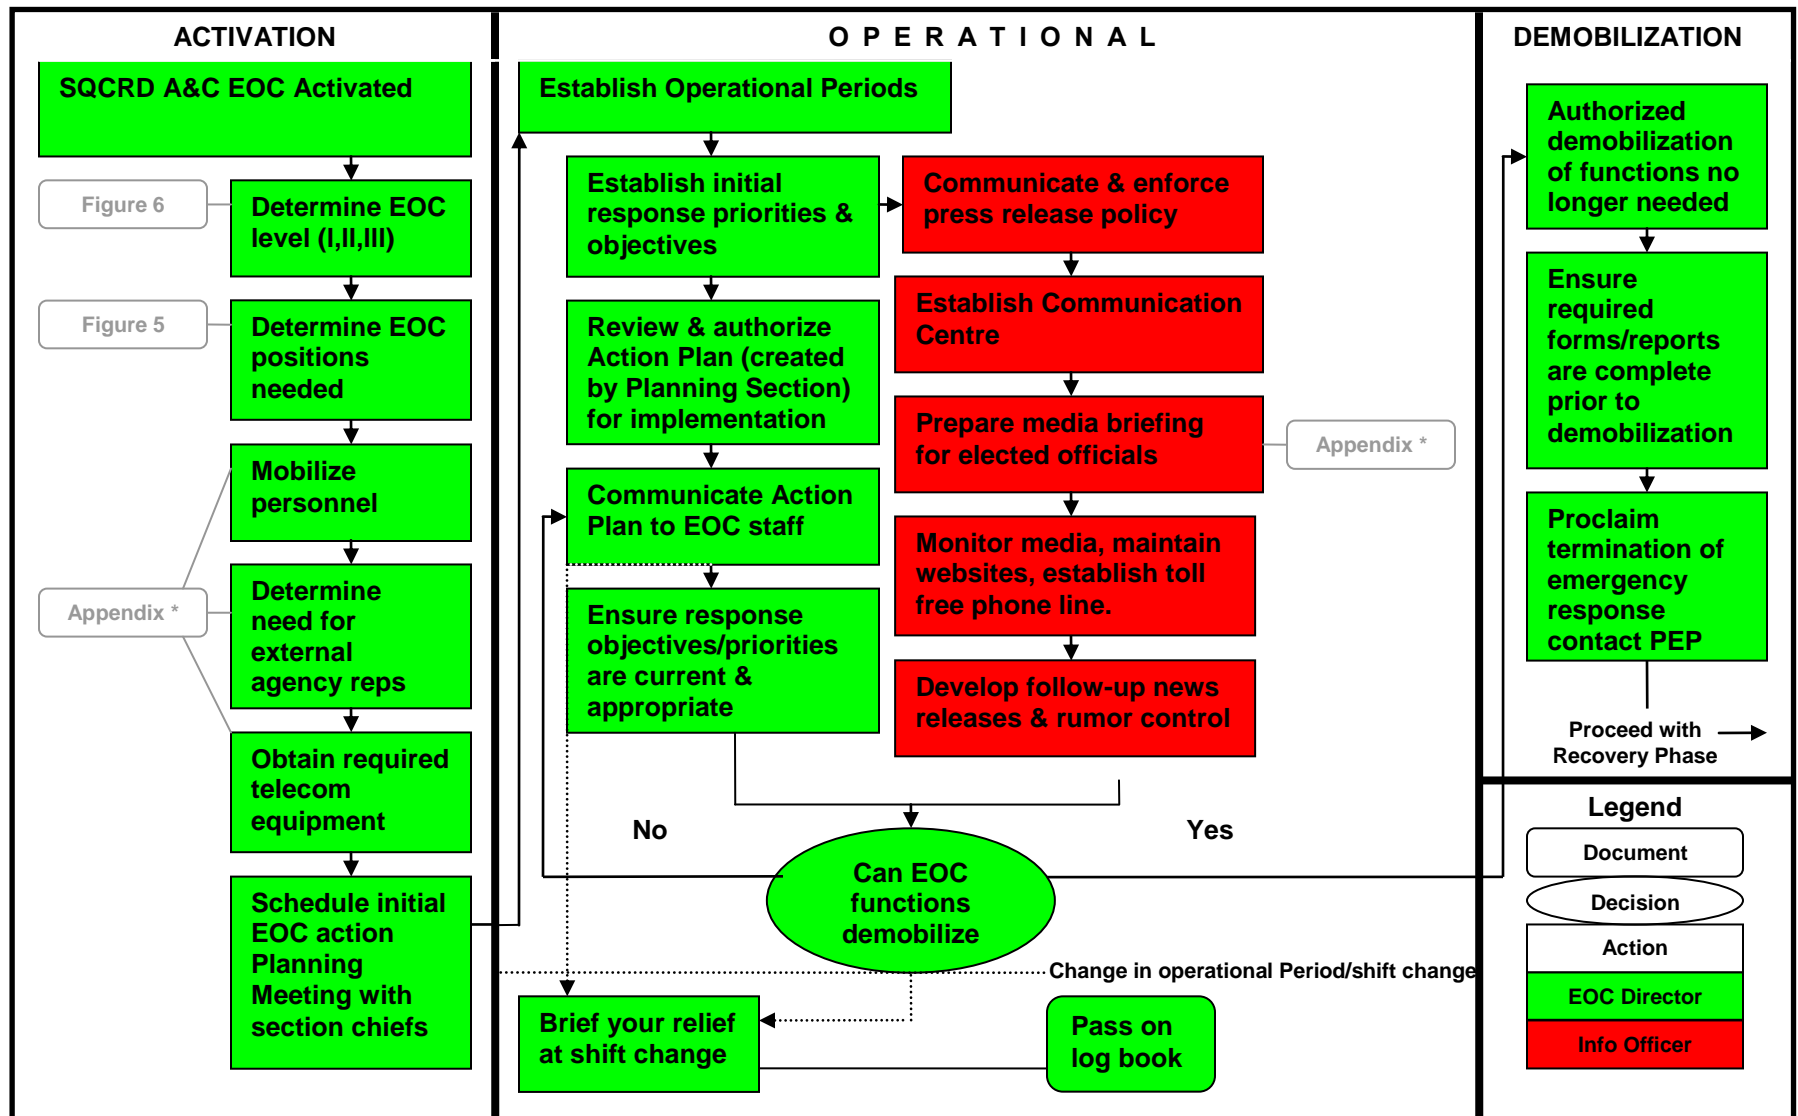 ACTIVATION
SQCRD A&C EOC Activated
Figure 6
Determine EOC
level (I,II,III)
Figure 5
Determine EOC
positions
needed
Mobilize
personnel
Appendix *
Determine
need for
external
agency reps
Obtain required
telecom
equipment
Schedule initial
EOC action
Planning
Meeting with
section chiefs
O P E R A T I O N A L
Establish Operational Periods
Establish initial
response priorities &
objectives
Review & authorize
Action Plan (created
by Planning Section)
for implementation
Communicate Action
Plan to EOC staff
Ensure response
objectives/priorities
are current &
appropriate
Communicate & enforce
press release policy
Establish Communication
Centre
Prepare media briefing
for elected officials
Appendix *
Monitor media, maintain
websites, establish toll
free phone line.
Develop follow-up news
releases & rumor control
No
Yes
Can EOC
functions
demobilize
Change in operational Period/shift change
Brief your relief
at shift change
Pass on
log book
DEMOBILIZATION
Authorized
demobilization
of functions no
longer needed
Ensure
required
forms/reports
are complete
prior to
demobilization
Proclaim
termination of
emergency
response
contact PEP
Proceed with
Recovery Phase
Legend
Document
Decision
Action
EOC Director
Info Officer